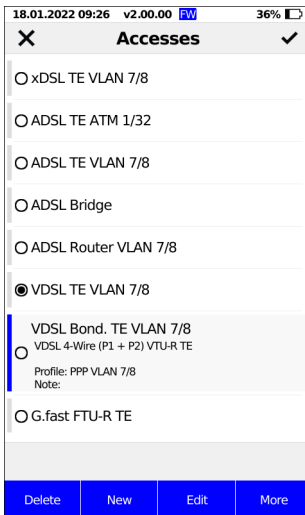 18.01.2022 09:26 v2.00.00 FW 36%
Accesses
xDSL TE VLAN 7/8
ADSL TE ATM 1/32
ADSL TE VLAN 7/8
ADSL Bridge
ADSL Router VLAN 7/8
VDSL TE VLAN 7/8
VDSL Bond. TE VLAN 7/8
VDSL 4-Wire (P1 + P2) VTU-R TE
Profile: PPP VLAN 7/8
Note:
G.fast FTU-R TE
Delete New Edit More